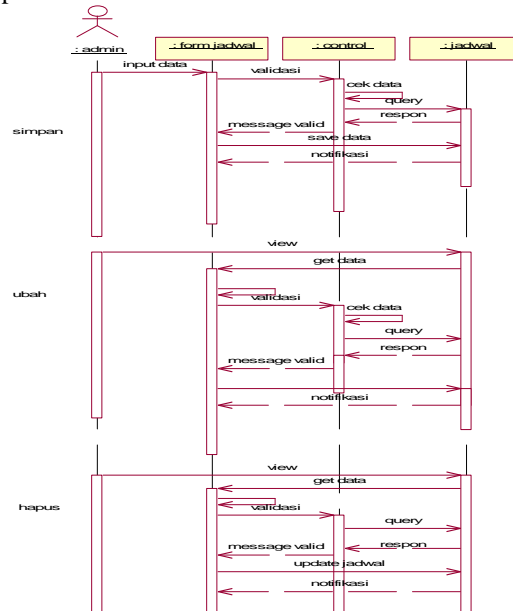 : admin
: form jadwal
: control
: jadwal
input data
validasi
cek data
query
respon
message valid
simpan
save data
notifikasi
view
get data
ubah
validasi
cek data
query
respon
message valid
notifikasi
view
get data
hapus
validasi
query
respon
message valid
update jadwal
notifikasi